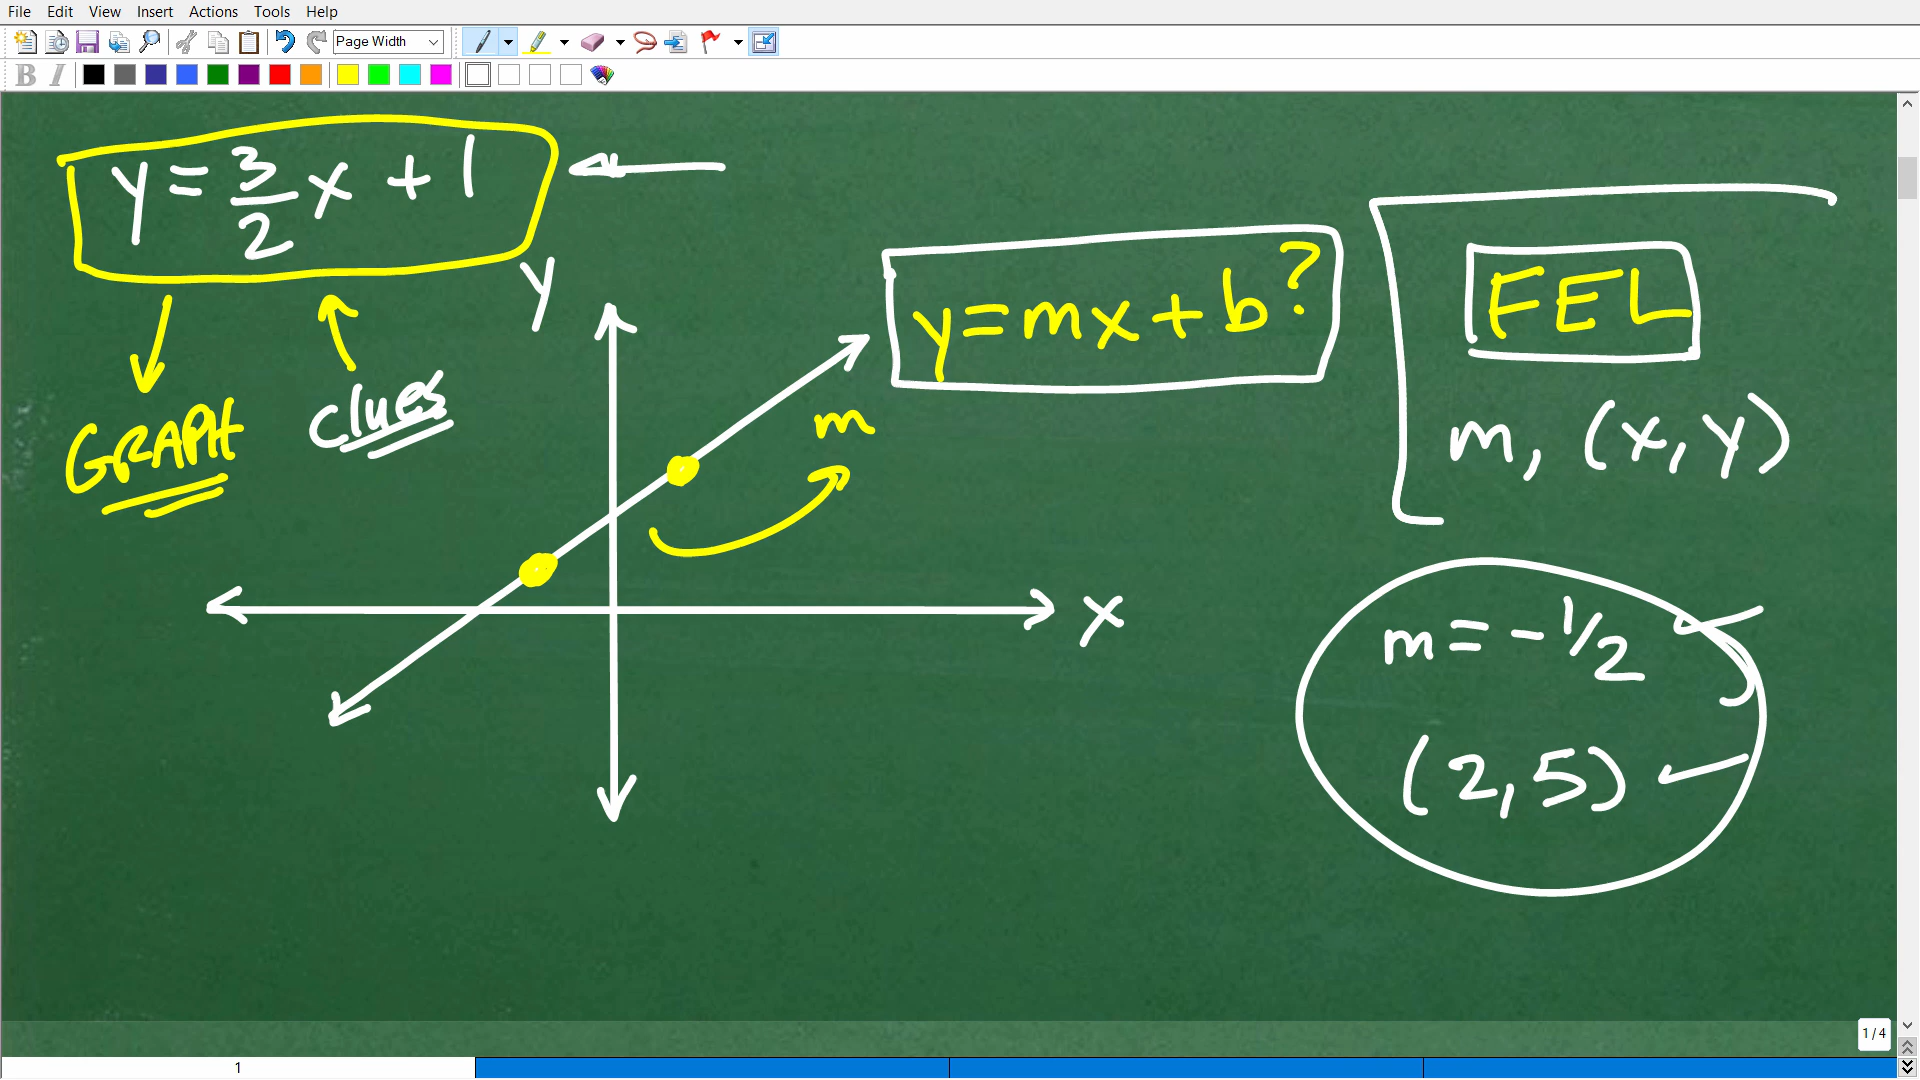 File Edit View Insert Actions Tools Help
Page Width
B I
y = 3/2 x + 1
GRAPH
clues
y
x
m
y = mx + b?
FEL
m, (x, y)
m = - 1/2
(2, 5)
1 / 4
1